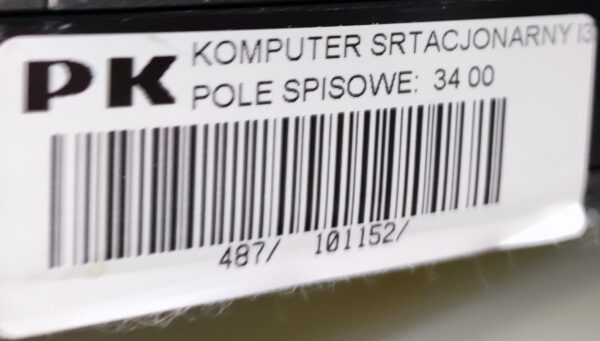 PK
KOMPUTER SRTACJONARNY I3
POLE SPISOWE: 34 00
487/ 101152/